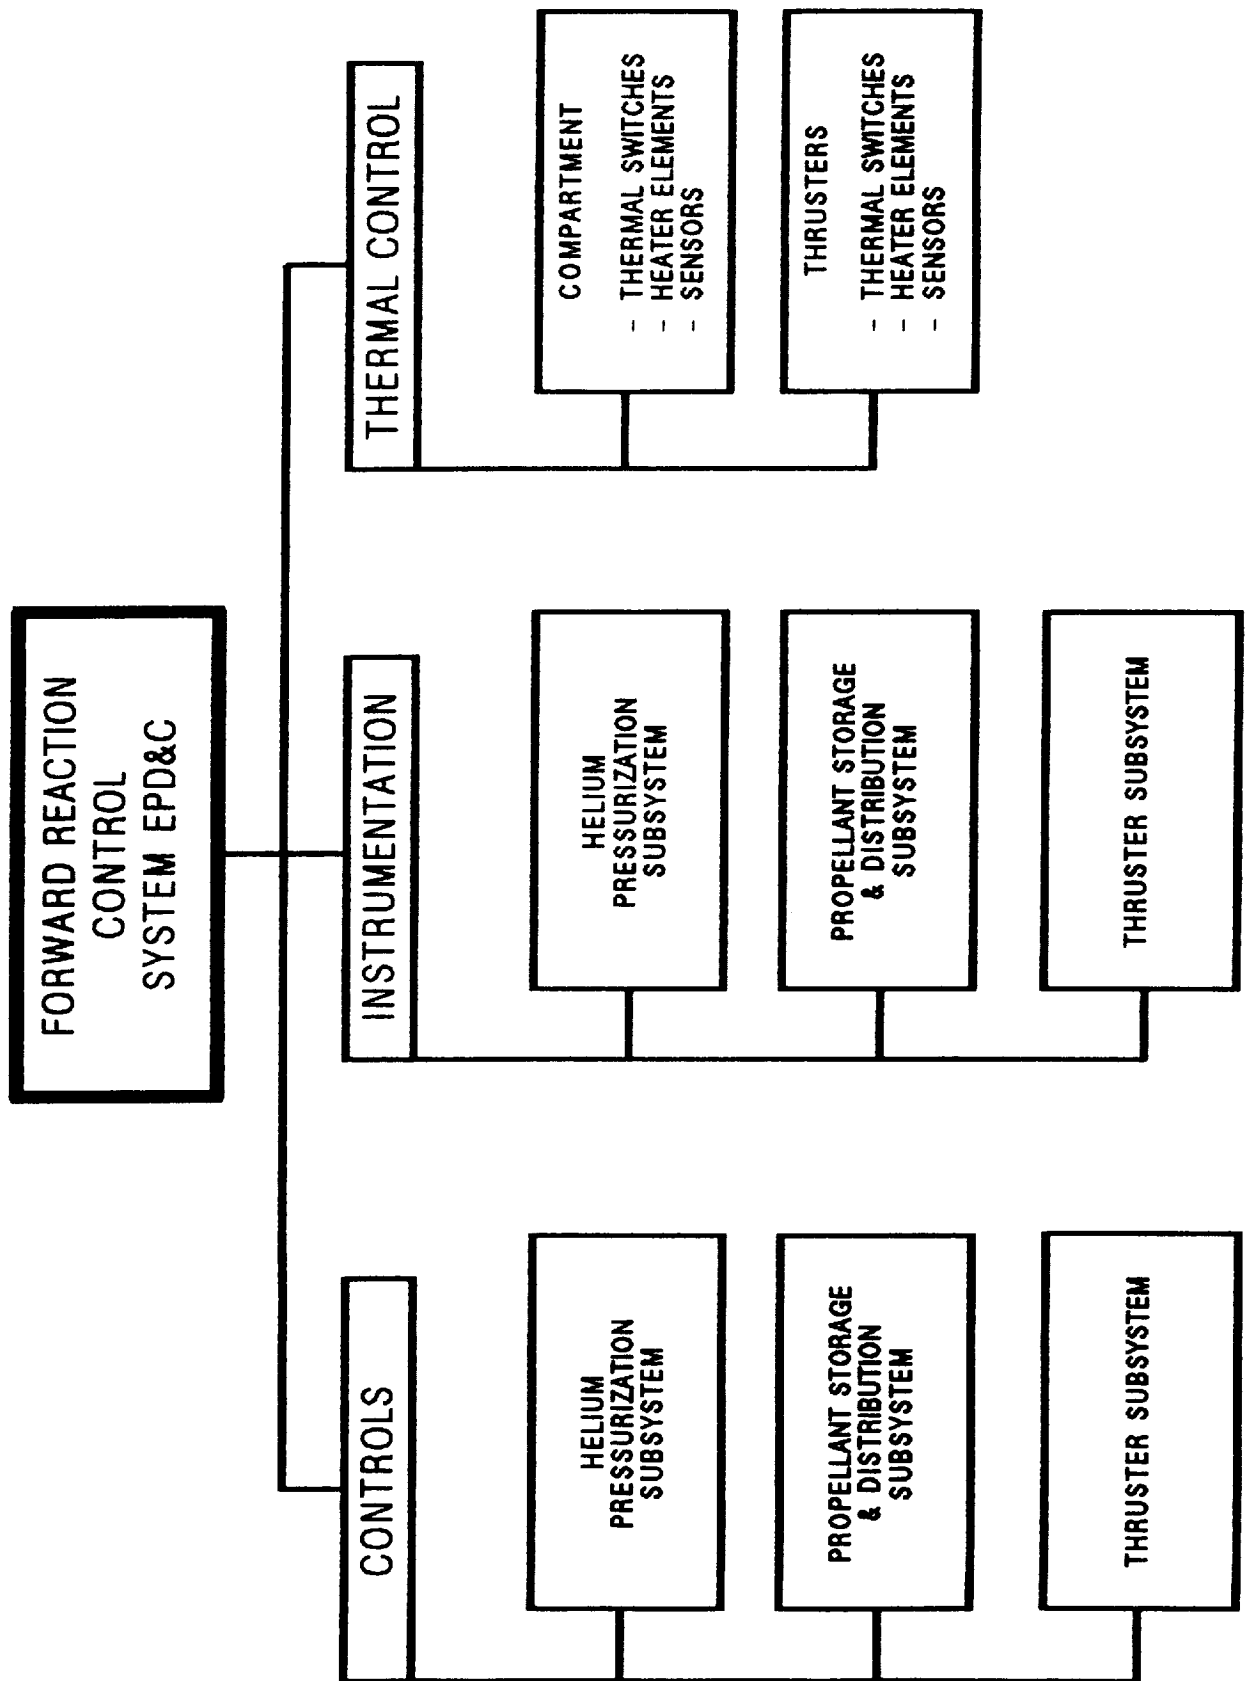 FORWARD REACTION
CONTROL
SYSTEM EPD&C
CONTROLS
HELIUM
PRESSURIZATION
SUBSYSTEM
PROPELLANT STORAGE
& DISTRIBUTION
SUBSYSTEM
THRUSTER SUBSYSTEM
INSTRUMENTATION
HELIUM
PRESSURIZATION
SUBSYSTEM
PROPELLANT STORAGE
& DISTRIBUTION
SUBSYSTEM
THRUSTER SUBSYSTEM
THERMAL CONTROL
COMPARTMENT
- THERMAL SWITCHES
- HEATER ELEMENTS
- SENSORS
THRUSTERS
- THERMAL SWITCHES
- HEATER ELEMENTS
- SENSORS